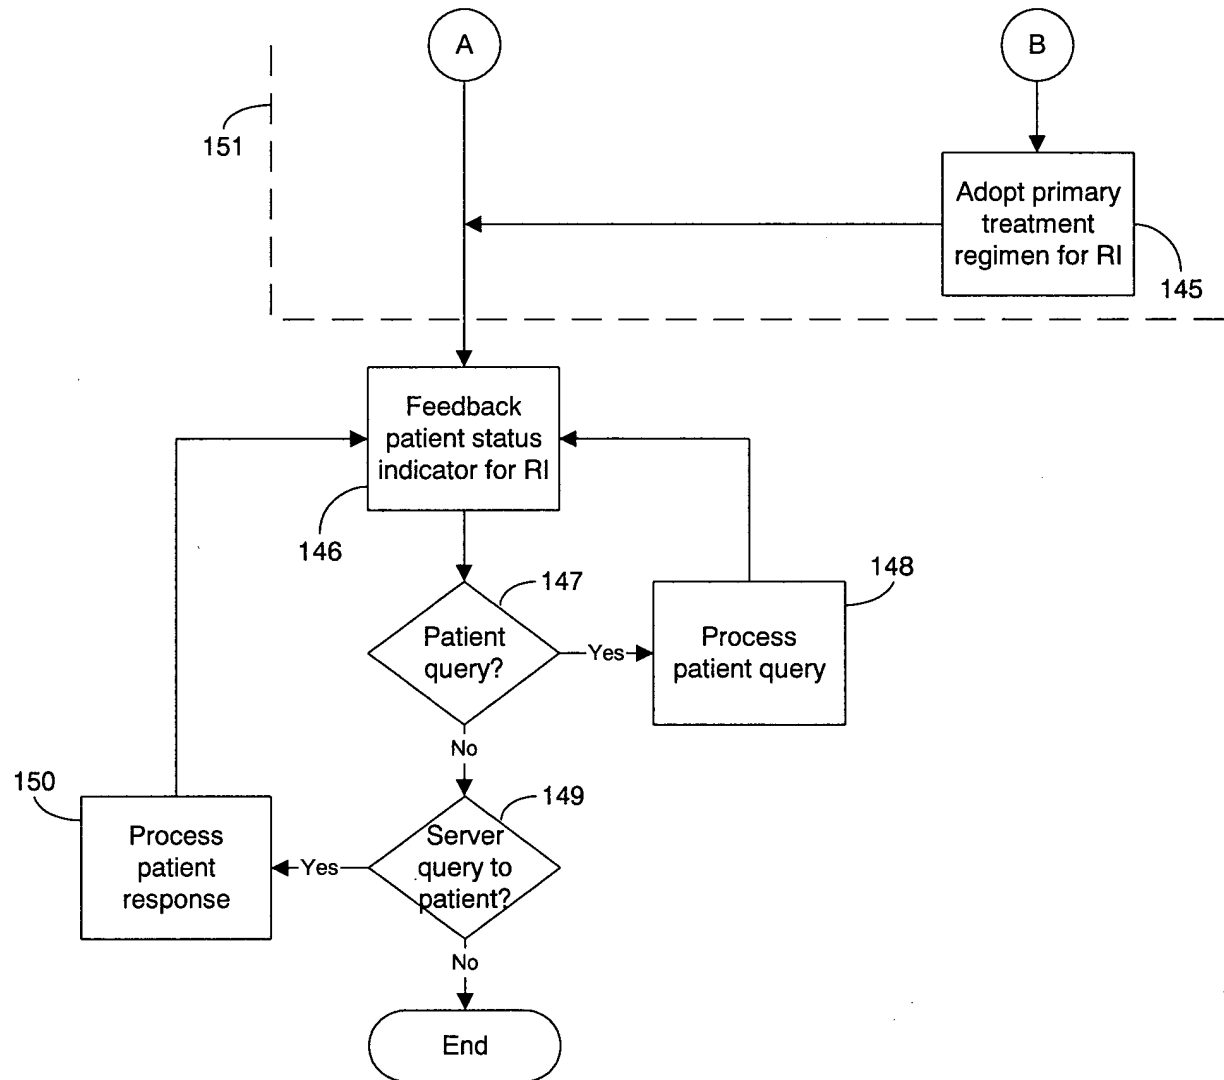 A
B
151
Adopt primary
treatment
regimen for RI
145
Feedback
patient status
indicator for RI
146
147
148
Patient
query?
Yes
Process
patient query
No
150
149
Process
patient
response
Yes
Server
query to
patient?
No
End